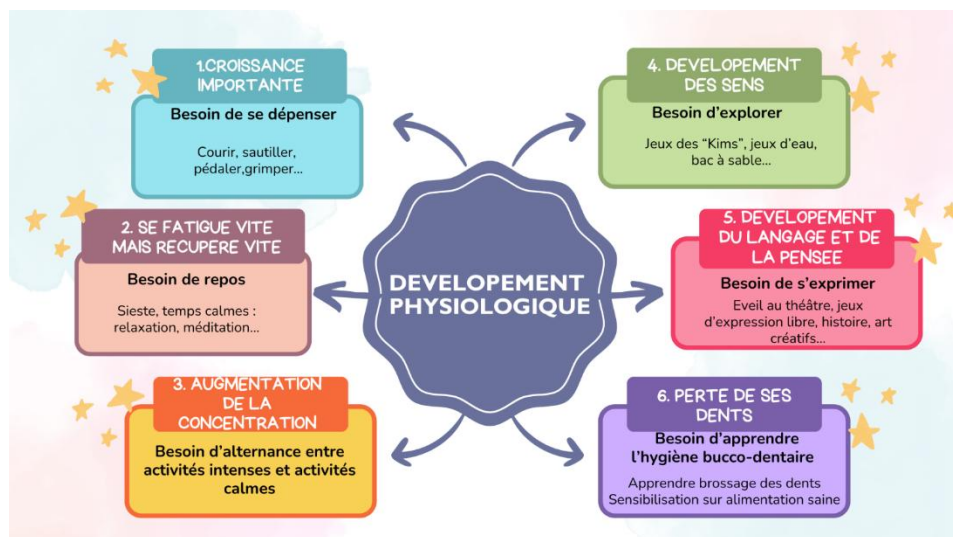 1.CROISSANCE
IMPORTANTE
Besoin de se dépenser
Courir, sautiller,
pédaler,grimper...
2. SE FATIGUE VITE
MAIS RECUPERE VITE
Besoin de repos
Sieste, temps calmes :
relaxation, méditation...
3. AUGMENTATION
DE LA
CONCENTRATION
Besoin d'alternance entre
activités intenses et activités
calmes
DEVELOPEMENT
PHYSIOLOGIQUE
4. DEVELOPEMENT
DES SENS
Besoin d'explorer
Jeux des “Kims”, jeux d'eau,
bac à sable...
5. DEVELOPEMENT
DU LANGAGE ET DE
LA PENSEE
Besoin de s'exprimer
Eveil au théâtre, jeux
d'expression libre, histoire, art
créatifs...
6. PERTE DE SES
DENTS
Besoin d'apprendre
l'hygiène bucco-dentaire
Apprendre brossage des dents
Sensibilisation sur alimentation saine